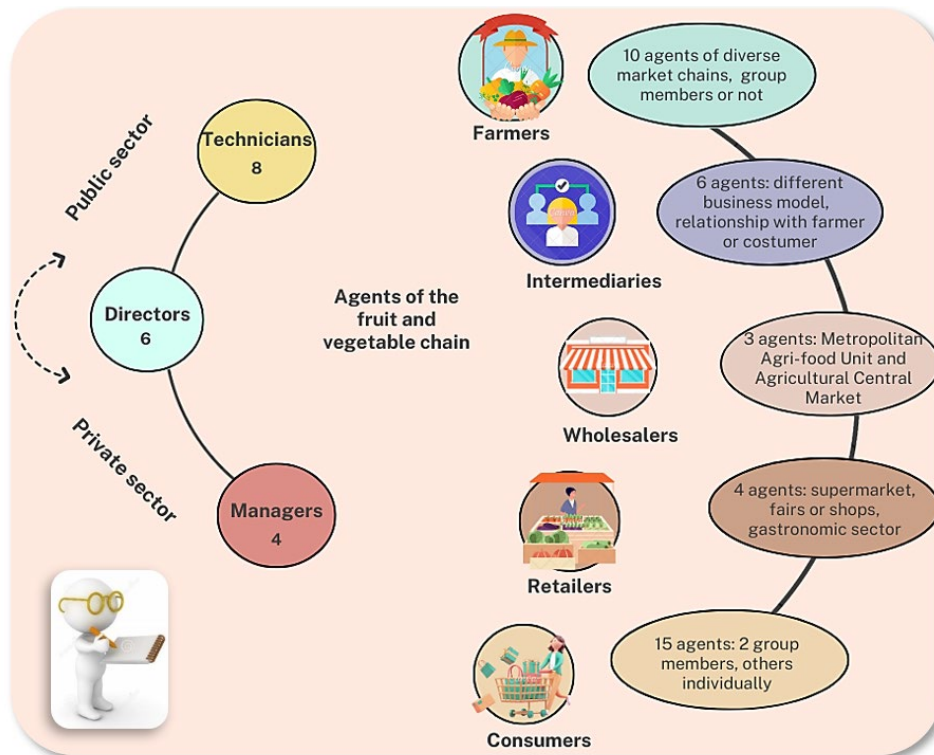 Public sector
Private sector
Technicians
8
Directors
6
Managers
4
Agents of the
fruit and
vegetable chain
Farmers
10 agents of diverse
market chains, group
members or not
Intermediaries
6 agents: different
business model,
relationship with farmer
or costumer
Wholesalers
3 agents: Metropolitan
Agri-food Unit and
Agricultural Central
Market
Retailers
4 agents: supermarket,
fairs or shops,
gastronomic sector
Consumers
15 agents: 2 group
members, others
individually